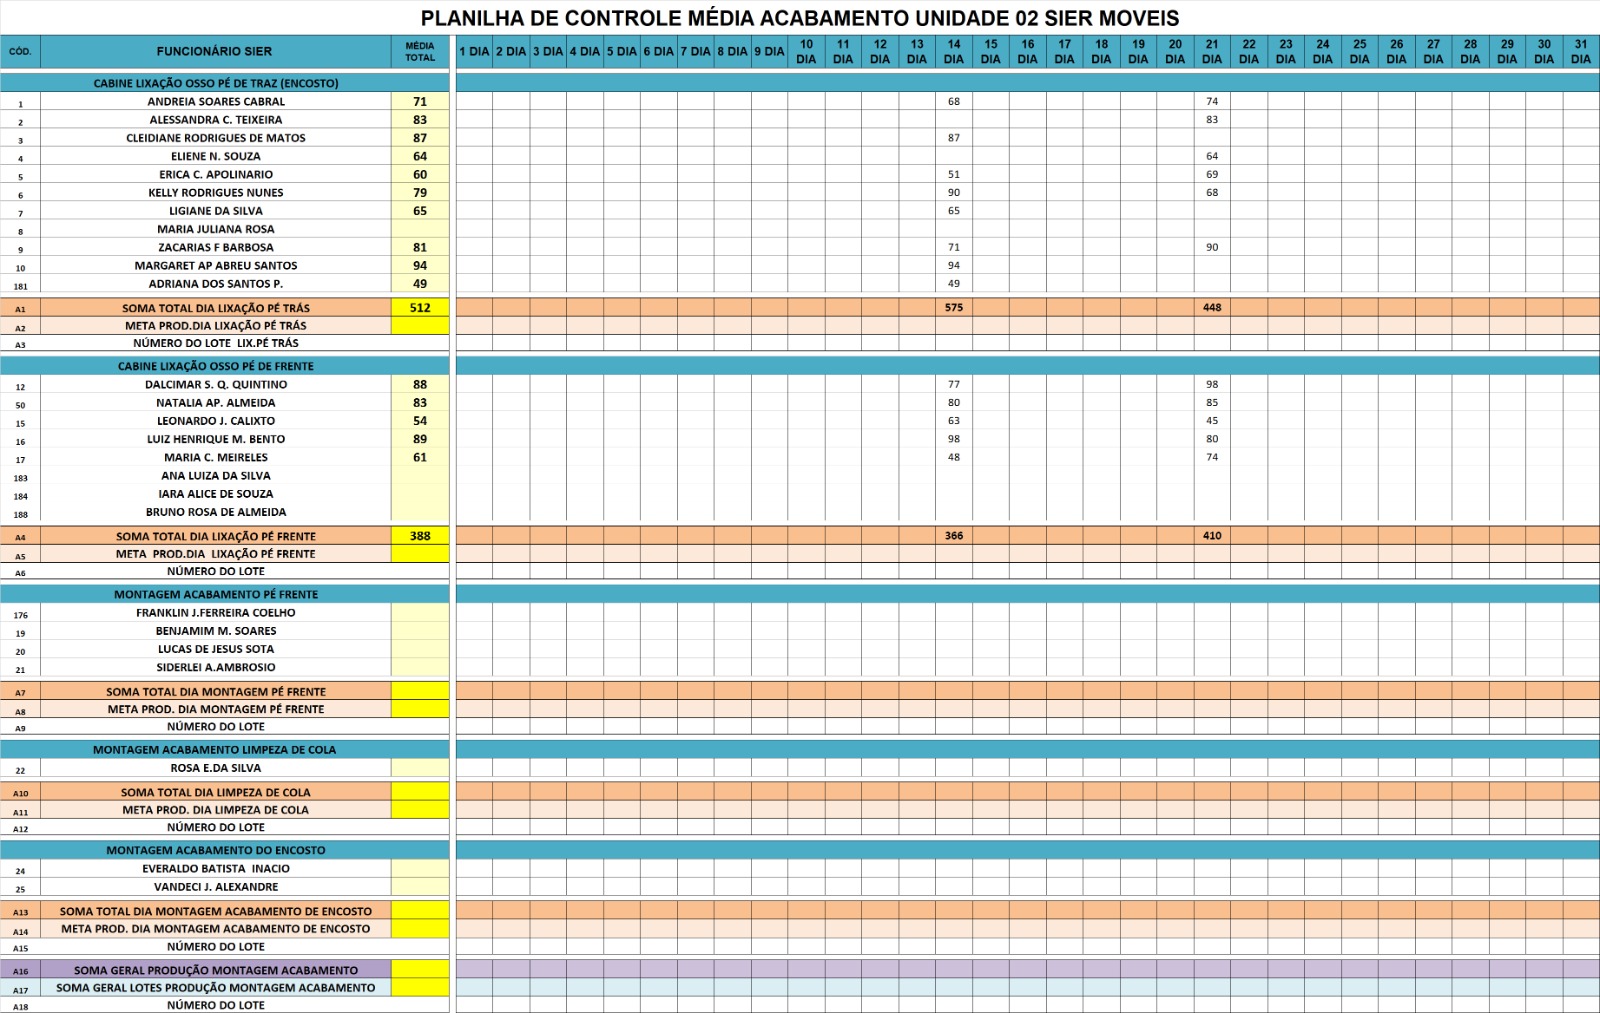 PLANILHA DE CONTROLE MÉDIA ACABAMENTO UNIDADE 02 SIER MOVEIS
CÓD. FUNCIONÁRIO SIER MÉDIA TOTAL 1 DIA 2 DIA 3 DIA 4 DIA 5 DIA 6 DIA 7 DIA 8 DIA 9 DIA 10 DIA 11 DIA 12 DIA 13 DIA 14 DIA 15 DIA 16 DIA 17 DIA 18 DIA 19 DIA 20 DIA 21 DIA 22 DIA 23 DIA 24 DIA 25 DIA 26 DIA 27 DIA 28 DIA 29 DIA 30 DIA 31 DIA
CABINE LIXAÇÃO OSSO PÉ DE TRAZ (ENCOSTO)
1 ANDREIA SOARES CABRAL 71 68 74
2 ALESSANDRA C. TEIXEIRA 83 83
3 CLEIDIANE RODRIGUES DE MATOS 87 87
4 ELIENE N. SOUZA 64 64
5 ERICA C. APOLINARIO 60 51 69
6 KELLY RODRIGUES NUNES 79 90 68
7 LIGIANE DA SILVA 65 65
8 MARIA JULIANA ROSA
9 ZACARIAS F BARBOSA 81 71 90
10 MARGARET AP ABREU SANTOS 94 94
181 ADRIANA DOS SANTOS P. 49 49
A1 SOMA TOTAL DIA LIXAÇÃO PÉ TRÁS 512 575 448
A2 META PROD.DIA LIXAÇÃO PÉ TRÁS
A3 NÚMERO DO LOTE LIX.PÉ TRÁS
CABINE LIXAÇÃO OSSO PÉ DE FRENTE
12 DALCIMAR S. Q. QUINTINO 88 77 98
50 NATALIA AP. ALMEIDA 83 80 85
15 LEONARDO J. CALIXTO 54 63 45
16 LUIZ HENRIQUE M. BENTO 89 98 80
17 MARIA C. MEIRELES 61 48 74
183 ANA LUIZA DA SILVA
184 IARA ALICE DE SOUZA
188 BRUNO ROSA DE ALMEIDA
A4 SOMA TOTAL DIA LIXAÇÃO PÉ FRENTE 388 366 410
A5 META PROD.DIA LIXAÇÃO PÉ FRENTE
A6 NÚMERO DO LOTE
MONTAGEM ACABAMENTO PÉ FRENTE
176 FRANKLIN J.FERREIRA COELHO
19 BENJAMIM M. SOARES
20 LUCAS DE JESUS SOTA
21 SIDERLEI A.AMBROSIO
A7 SOMA TOTAL DIA MONTAGEM PÉ FRENTE
A8 META PROD. DIA MONTAGEM PÉ FRENTE
A9 NÚMERO DO LOTE
MONTAGEM ACABAMENTO LIMPEZA DE COLA
22 ROSA E.DA SILVA
A10 SOMA TOTAL DIA LIMPEZA DE COLA
A11 META PROD. DIA LIMPEZA DE COLA
A12 NÚMERO DO LOTE
MONTAGEM ACABAMENTO DO ENCOSTO
24 EVERALDO BATISTA INACIO
25 VANDECI J. ALEXANDRE
A13 SOMA TOTAL DIA MONTAGEM ACABAMENTO DE ENCOSTO
A14 META PROD. DIA MONTAGEM ACABAMENTO DE ENCOSTO
A15 NÚMERO DO LOTE
A16 SOMA GERAL PRODUÇÃO MONTAGEM ACABAMENTO
A17 SOMA GERAL LOTES PRODUÇÃO MONTAGEM ACABAMENTO
A18 NÚMERO DO LOTE